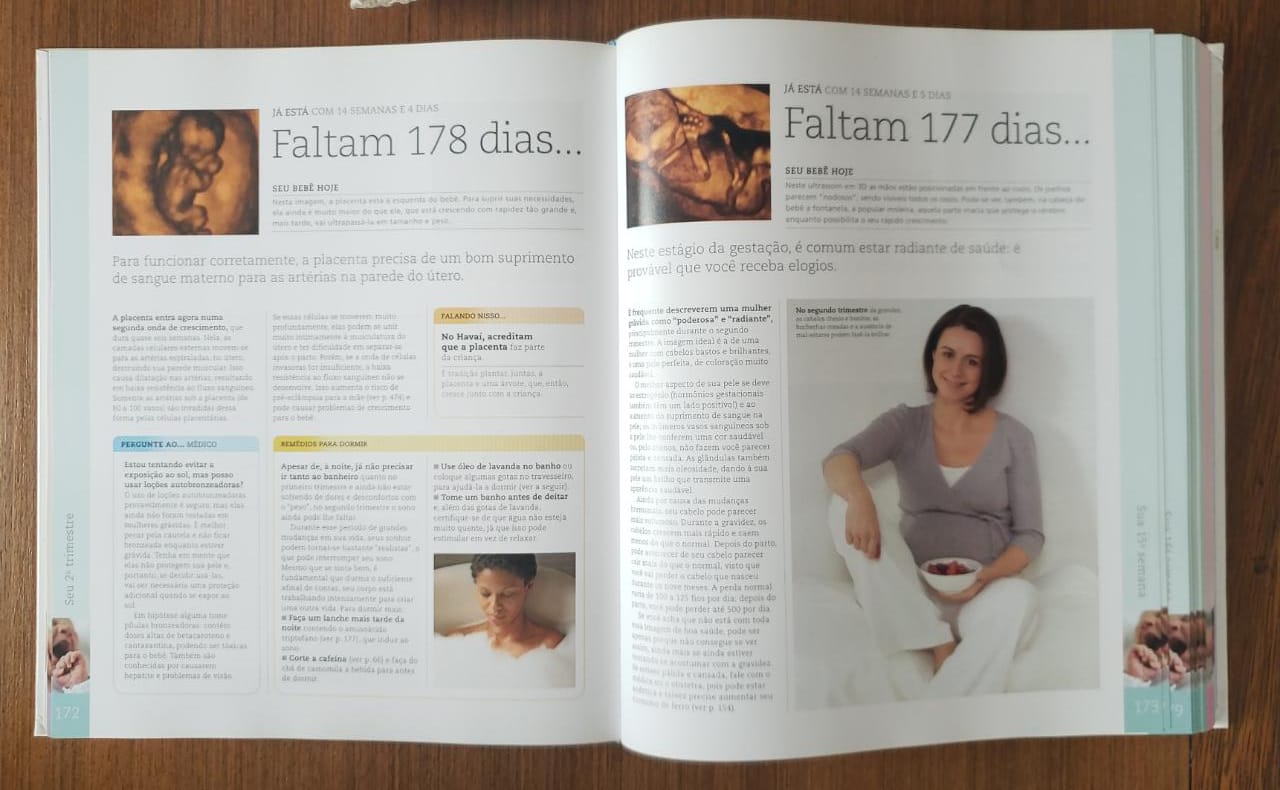 JÁ ESTÁ COM 14 SEMANAS E 4 DIAS
Faltam 178 dias...
SEU BEBÊ HOJE
Nesta imagem, a placenta está à esquerda do bebê. Para suprir suas necessidades,
ela ainda é muito maior do que ele, que está crescendo com rapidez tão grande e,
mais tarde, vai ultrapassá-la em tamanho e peso.
Para funcionar corretamente, a placenta precisa de um bom suprimento
de sangue materno para as artérias na parede do útero.
A placenta entra agora numa
segunda onda de crescimento, que
dura quase seis semanas. Nela, as
camadas celulares externas movem-se
para as artérias espiraladas, no útero,
destruindo sua parede muscular. Isso
causa dilatação nas artérias, resultando
em baixa resistência ao fluxo sanguíneo.
Somente as artérias sob a placenta (de
80 a 100 vasos) são invadidas dessa
forma pelas células placentárias.
Se essas células se moverem muito
profundamente, elas podem se unir
muito intimamente à musculatura do
útero e ter dificuldade em separar-se
após o parto. Porém, se a onda de células
invasoras for insuficiente, a baixa
resistência ao fluxo sanguíneo não se
desenvolve. Isso aumenta o risco de
pré-eclâmpsia para a mãe (ver p. 474) e
pode causar problemas de crescimento
para o bebê.
FALANDO NISSO...
No Havaí, acreditam
que a placenta faz parte
da criança.
É tradição plantar, juntas, a
placenta e uma árvore, que, então,
cresce junto com a criança.
PERGUNTE AO... MÉDICO
Estou tentando evitar a
exposição ao sol, mas posso
usar loções autobronzeadoras?
O uso de loções autobronzeadoras
provavelmente é seguro, mas elas
ainda não foram testadas em
mulheres grávidas. É melhor
pecar pela cautela e não ficar
bronzeada enquanto estiver
grávida. Tenha em mente que
elas não protegem sua pele e,
portanto, se decidir usá-las,
vai ser necessária uma proteção
adicional quando se expor ao
sol.
Em hipótese alguma tome
pílulas bronzeadoras: contêm
doses altas de betacaroteno e
cantaxantina, podendo ser tóxicas
para o bebê. Também são
conhecidas por causarem
hepatite e problemas de visão.
REMÉDIOS PARA DORMIR
Apesar de, à noite, já não precisar
ir tanto ao banheiro quanto no
primeiro trimestre e ainda não estar
sofrendo de dores e desconfortos com
o "peso", no segundo trimestre o sono
ainda pode lhe faltar.
Durante esse período de grandes
mudanças em sua vida, seus sonhos
podem tornar-se bastante "realistas", o
que pode interromper seu sono.
Mesmo que se sinta bem, é
fundamental que durma o suficiente
afinal de contas, seu corpo está
trabalhando intensamente para criar
uma outra vida. Para dormir mais:
■ Faça um lanche mais tarde da
noite contendo o aminoácido
triptofano (ver p. 177), que induz ao
sono.
■ Corte a cafeína (ver p. 66) e faça do
chá de camomila a bebida para antes
de dormir.
■ Use óleo de lavanda no banho ou
coloque algumas gotas no travesseiro,
para ajudá-la a dormir (ver a seguir).
■ Tome um banho antes de deitar
e, além das gotas de lavanda,
certifique-se de que água não esteja
muito quente, já que isso pode
estimular em vez de relaxar.
Seu 2º trimestre
172
JÁ ESTÁ COM 14 SEMANAS E 5 DIAS
Faltam 177 dias...
SEU BEBÊ HOJE
Neste ultrassom em 3D as mãos estão posicionadas em frente ao rosto. Os joelhos
parecem "nodosos", sendo visíveis todos os ossos. Pode-se ver, também, na cabeça do
bebê a fontanela, a popular moleira, aquela parte macia que protege o cérebro
enquanto possibilita o seu rápido crescimento.
Neste estágio da gestação, é comum estar radiante de saúde: é
provável que você receba elogios.
É frequente descreverem uma mulher
grávida como "poderosa" e "radiante",
principalmente durante o segundo
trimestre. A imagem ideal é a de uma
mulher com cabelos bastos e brilhantes,
e uma pele perfeita, de coloração muito
saudável.
O melhor aspecto de sua pele se deve
ao estrogênio (hormônios gestacionais
também têm um lado positivo!) e ao
aumento do suprimento de sangue na
pele; os inúmeros vasos sanguíneos sob
a pele lhe conferem uma cor saudável
ou, pelo menos, não fazem você parecer
pálida e cansada. As glândulas também
secretam mais oleosidade, dando à sua
pele um brilho que transmite uma
aparência saudável.
Ainda por causa das mudanças
hormonais, seu cabelo pode parecer
mais volumoso. Durante a gravidez, os
cabelos crescem mais rápido e caem
menos do que o normal. Depois do parto,
pode acontecer de seu cabelo parecer
cair mais do que o normal, visto que
você vai perder o cabelo que nasceu
durante os nove meses. A perda normal
varia de 100 a 125 fios por dia; depois do
parto, você pode perder até 500 por dia.
Se você acha que não está com toda
essa imagem de boa saúde, pode ser
apenas porque não consegue se ver
assim, ainda mais se ainda estiver
tentando se acostumar com a gravidez.
Se estiver pálida e cansada, fale com o
médico ou o obstetra, pois pode estar
anêmica e talvez precise aumentar seu
consumo de ferro (ver p. 154).
No segundo trimestre da gravidez,
os cabelos cheios e bonitos, as
bochechas coradas e a ausência de
mal-estares podem fazê-la brilhar.
Sua 15ª semana
173